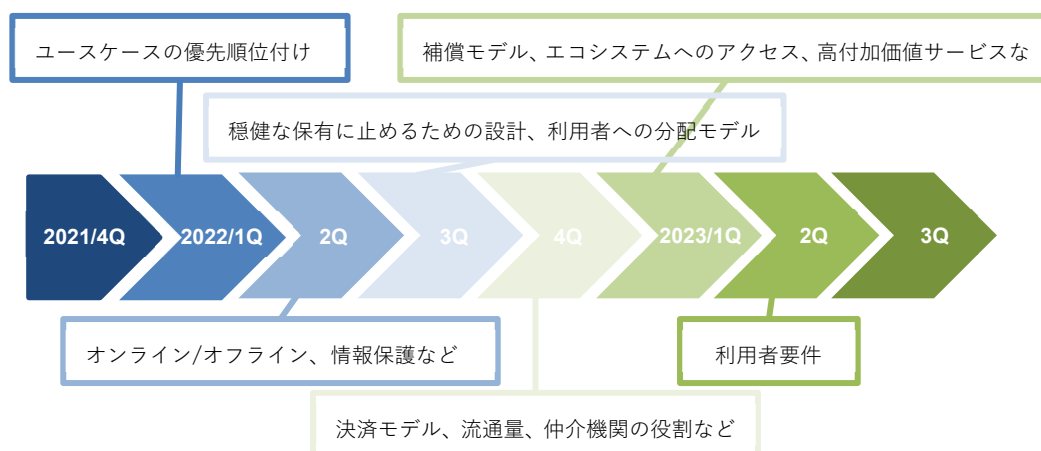 ユースケースの優先順位付け
補償モデル、エコシステムへのアクセス、高付加価値サービスな
穏健な保有に止めるための設計、利用者への分配モデル
2021/4Q
2022/1Q
2Q
3Q
4Q
2023/1Q
2Q
3Q
オンライン/オフライン、情報保護など
利用者要件
決済モデル、流通量、仲介機関の役割など